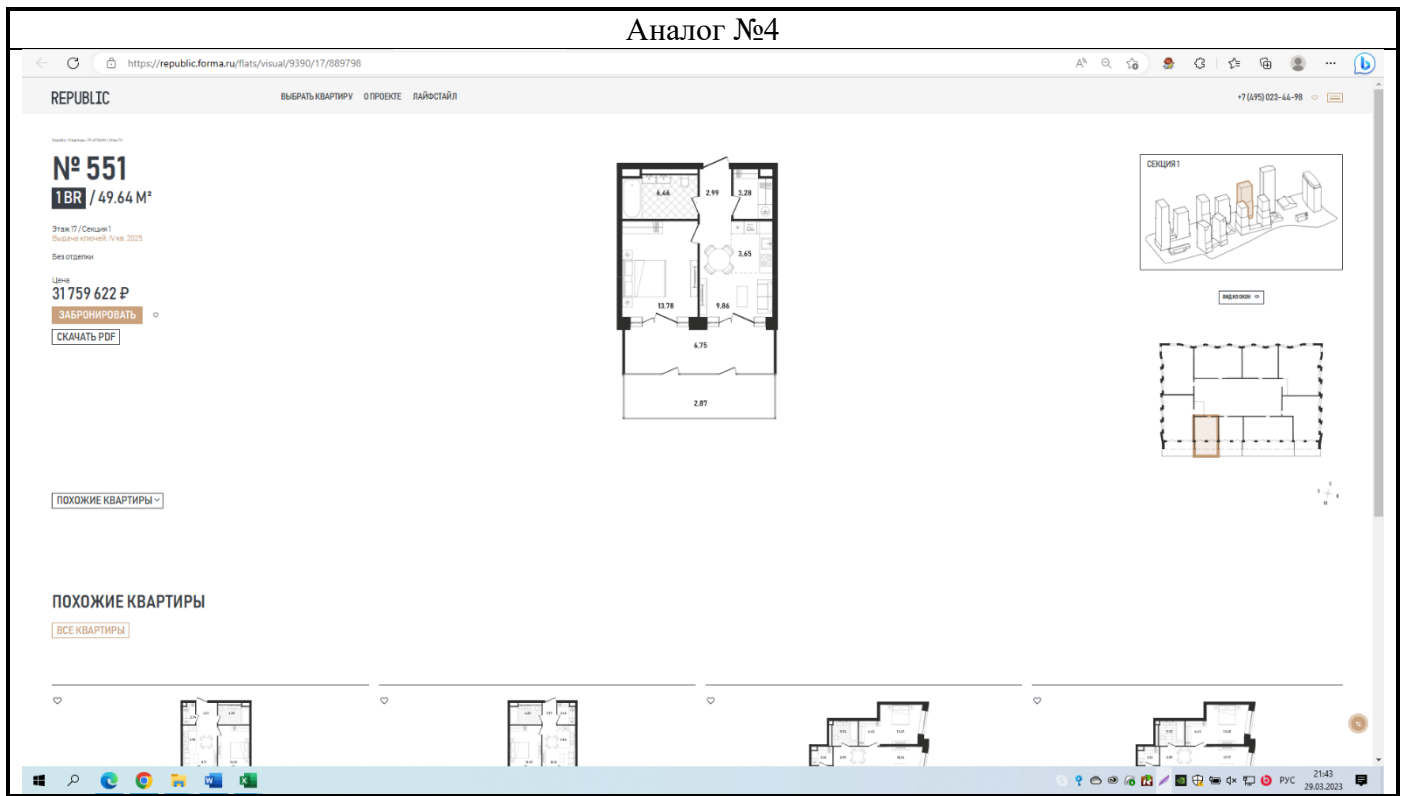 Аналог №4
https://republic.forma.ru/flats/visual/9390/17/889798
REPUBLIC
ВЫБРАТЬ КВАРТИРУ О ПРОЕКТЕ ЛАЙФСТАЙЛ
+7 (495) 023-44-98
№ 551
1BR / 49.64 М²
Этаж 17 / Секция 1
Выдача ключей: IV кв. 2025
Без отделки
Цена
31 759 622 ₽
ЗАБРОНИРОВАТЬ
СКАЧАТЬ PDF
6.46
2.99
3,28
3,65
13.78
9,86
6.75
2.87
СЕКЦИЯ 1
ВИД ИЗ ОКОН
ПОХОЖИЕ КВАРТИРЫ
ПОХОЖИЕ КВАРТИРЫ
ВСЕ КВАРТИРЫ
РУС
21:43
29.03.2023